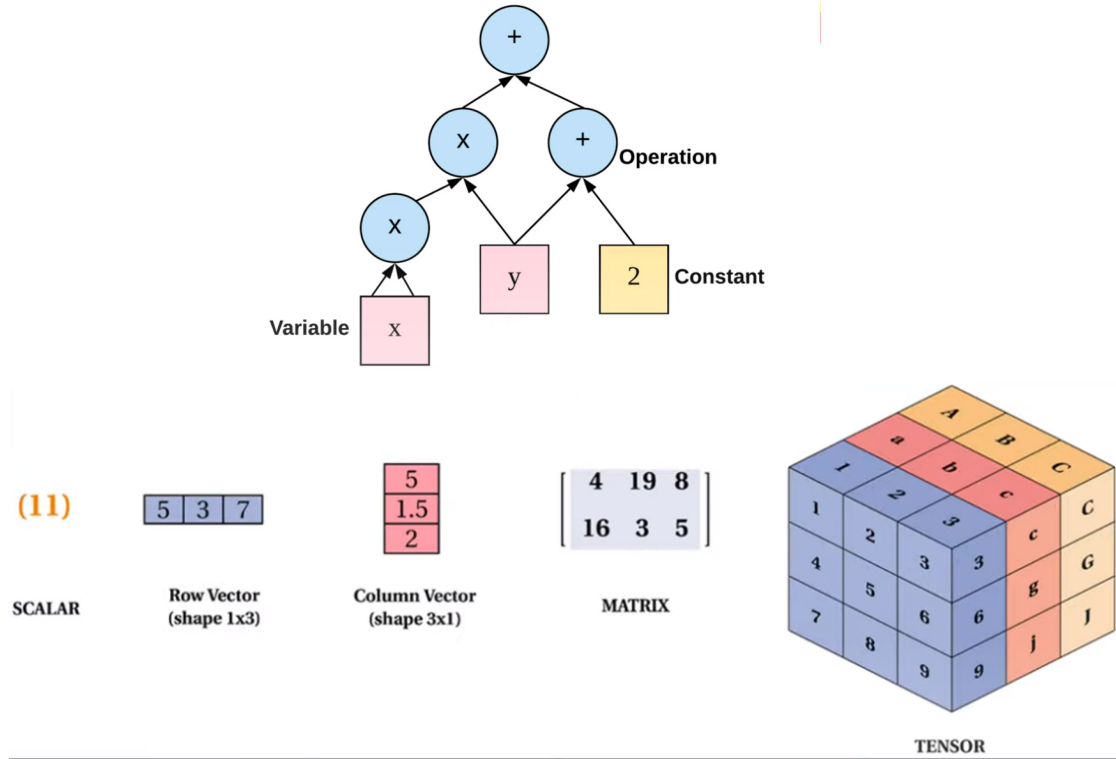 +
x
+
Operation
x
y
2
Constant
Variable
x
(11)
5 3 7
5
1.5
2
4 19 8
16 3 5
SCALAR
Row Vector
(shape 1x3)
Column Vector
(shape 3x1)
MATRIX
A
B
C
a
b
c
1
2
3
1 2 3
4 5 6
7 8 9
3 c C
6 g G
9 j J
TENSOR